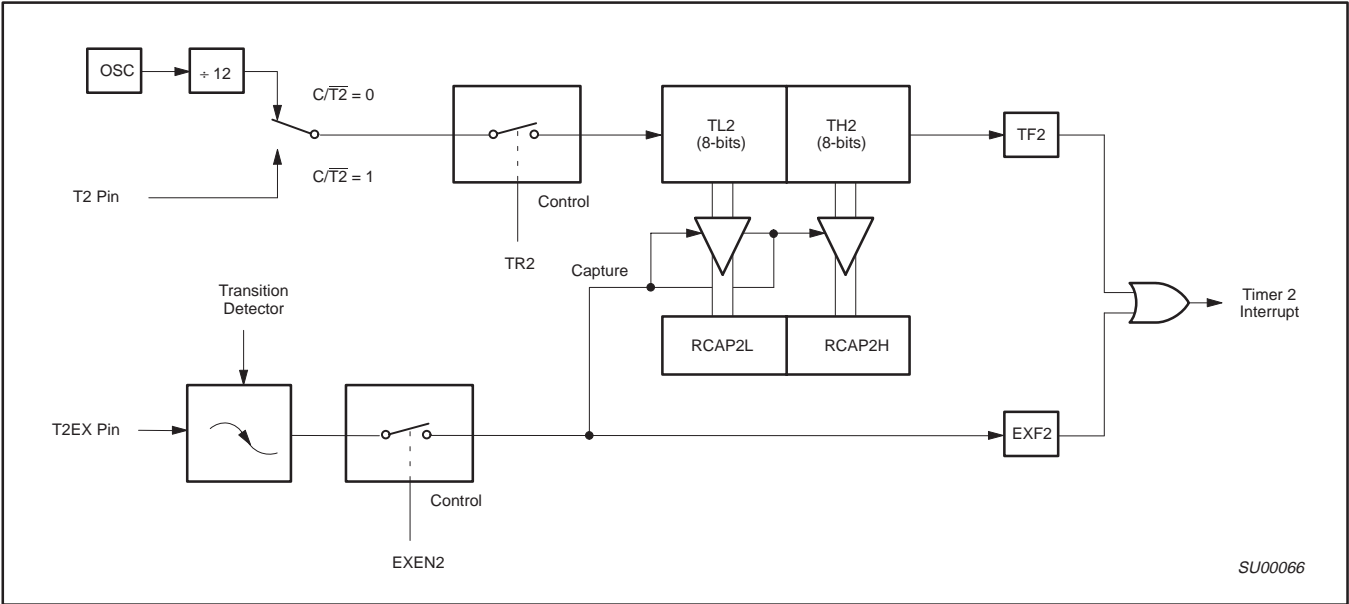 OSC
÷ 12
C/T2̅ = 0
C/T2̅ = 1
T2 Pin
Control
TR2
TL2
(8-bits)
TH2
(8-bits)
TF2
Capture
RCAP2L
RCAP2H
Timer 2
Interrupt
Transition
Detector
T2EX Pin
Control
EXEN2
EXF2
SU00066